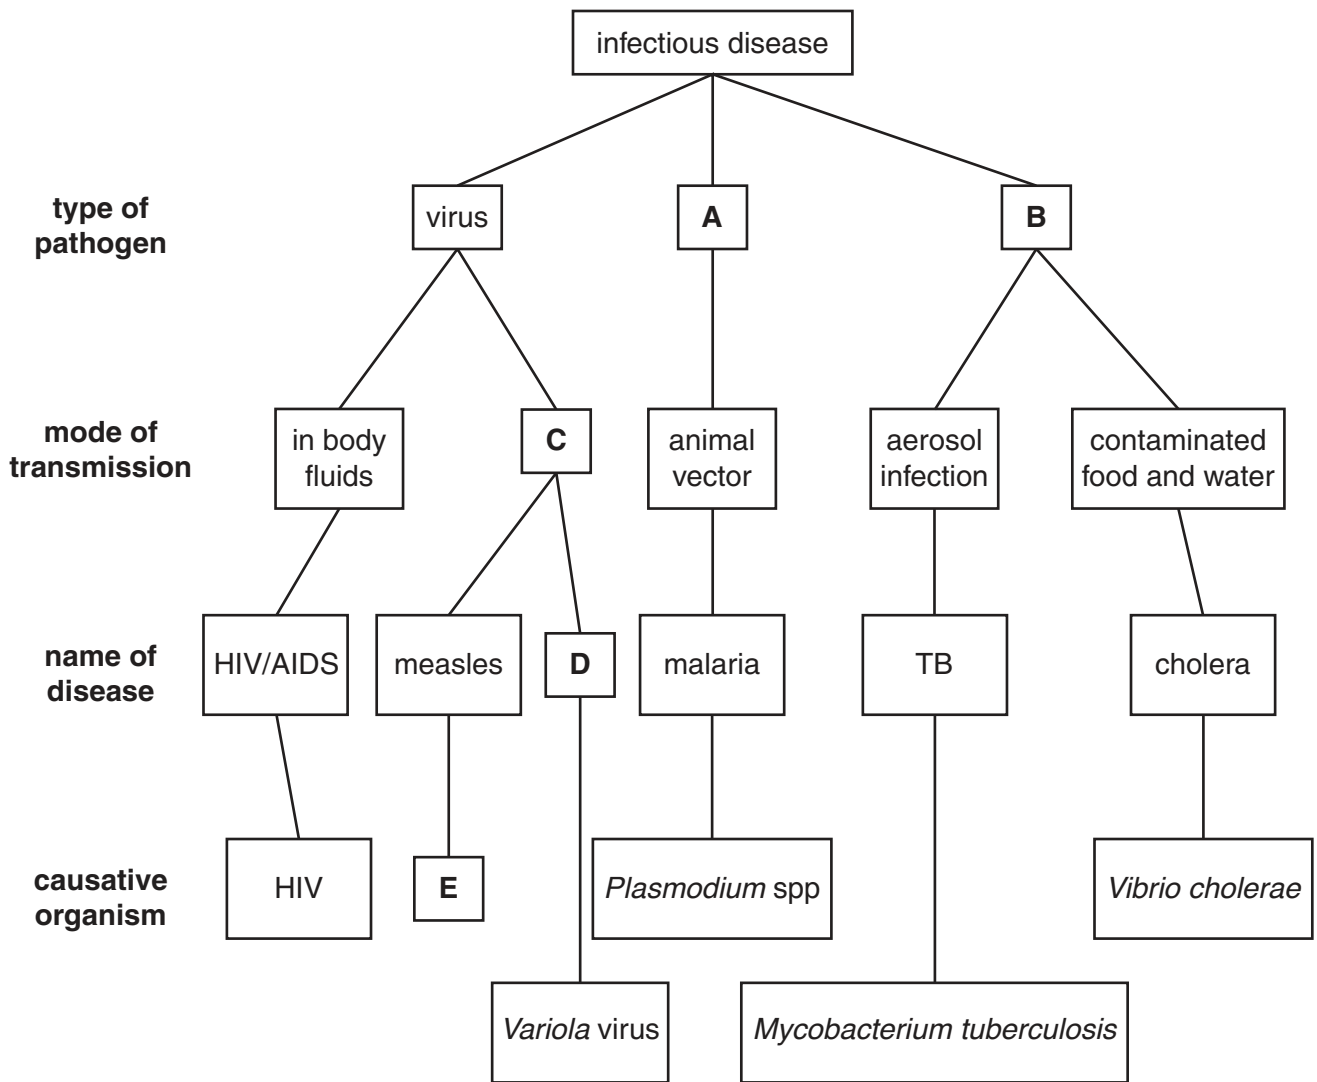 infectious disease
type of
pathogen
virus
A
B
mode of
transmission
in body
fluids
C
animal
vector
aerosol
infection
contaminated
food and water
name of
disease
HIV/AIDS
measles
D
malaria
TB
cholera
causative
organism
HIV
E
Plasmodium spp
Vibrio cholerae
Variola virus
Mycobacterium tuberculosis